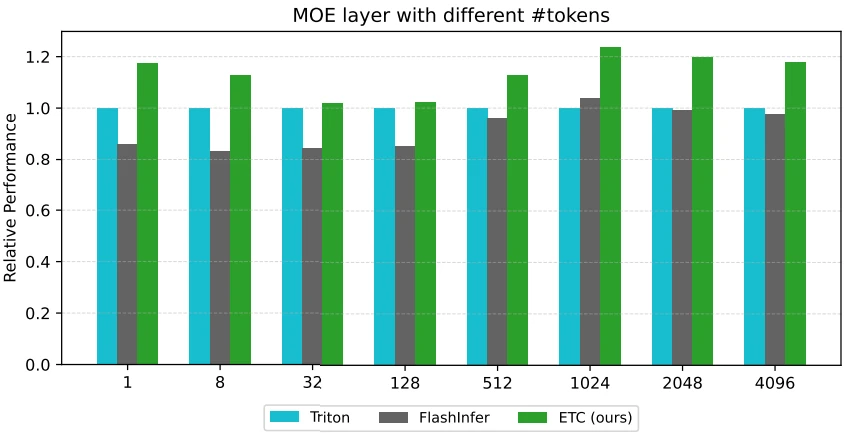 MOE layer with different #tokens
Relative Performance
1.2
1.0
0.8
0.6
0.4
0.2
0.0
1 8 32 128 512 1024 2048 4096
Triton FlashInfer ETC (ours)